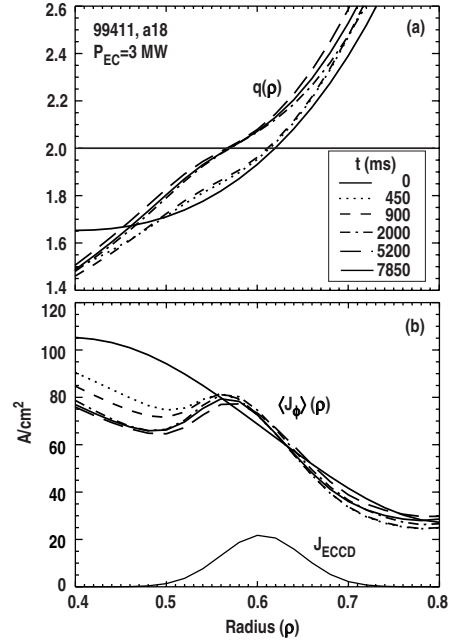 2.6
99411, a18
(a)
P_EC=3 MW
2.4
q(ρ)
2.2
2.0
t (ms)
0
1.8
450
900
2000
1.6
5200
7850
1.4
120
(b)
100
⟨J_ϕ⟩ (ρ)
80
A/cm²
60
40
J_ECCD
20
0
0.4 0.5 0.6 0.7 0.8
Radius (ρ)